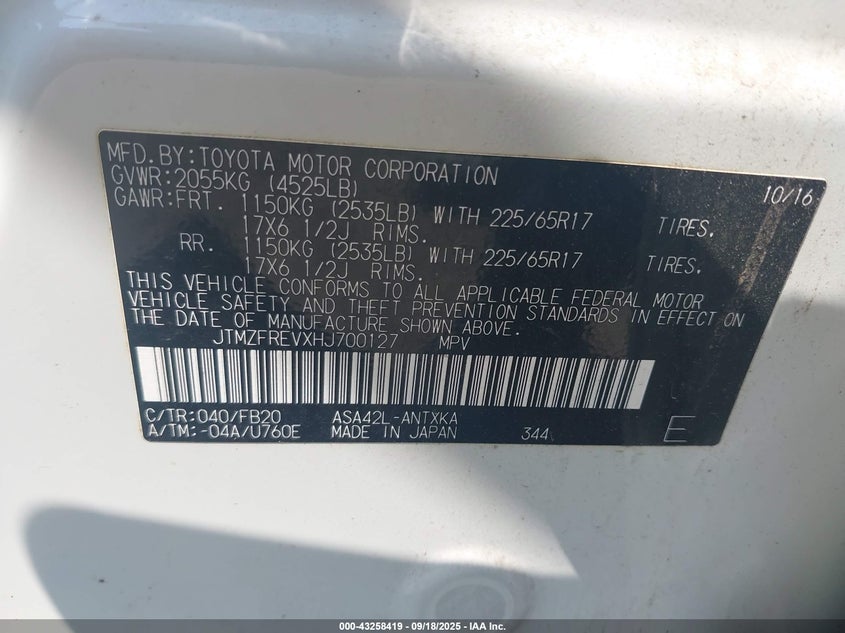 MFD.BY:TOYOTA MOTOR CORPORATION 10/16
GVWR:2055KG (4525LB)
GAWR:FRT. 1150KG (2535LB) WITH 225/65R17 TIRES.
17X6 1/2J RIMS.
RR. 1150KG (2535LB) WITH 225/65R17 TIRES.
17X6 1/2J RIMS.
THIS VEHICLE CONFORMS TO ALL APPLICABLE FEDERAL MOTOR
VEHICLE SAFETY AND THEFT PREVENTION STANDARDS IN EFFECT ON
THE DATE OF MANUFACTURE SHOWN ABOVE.
JTMZFREVXHJ700127 MPV
C/TR:040/FB20 ASA42L-ANTXKA
A/TM:-04A/U760E MADE IN JAPAN 344 E
000-43258419 - 09/18/2025 - IAA Inc.